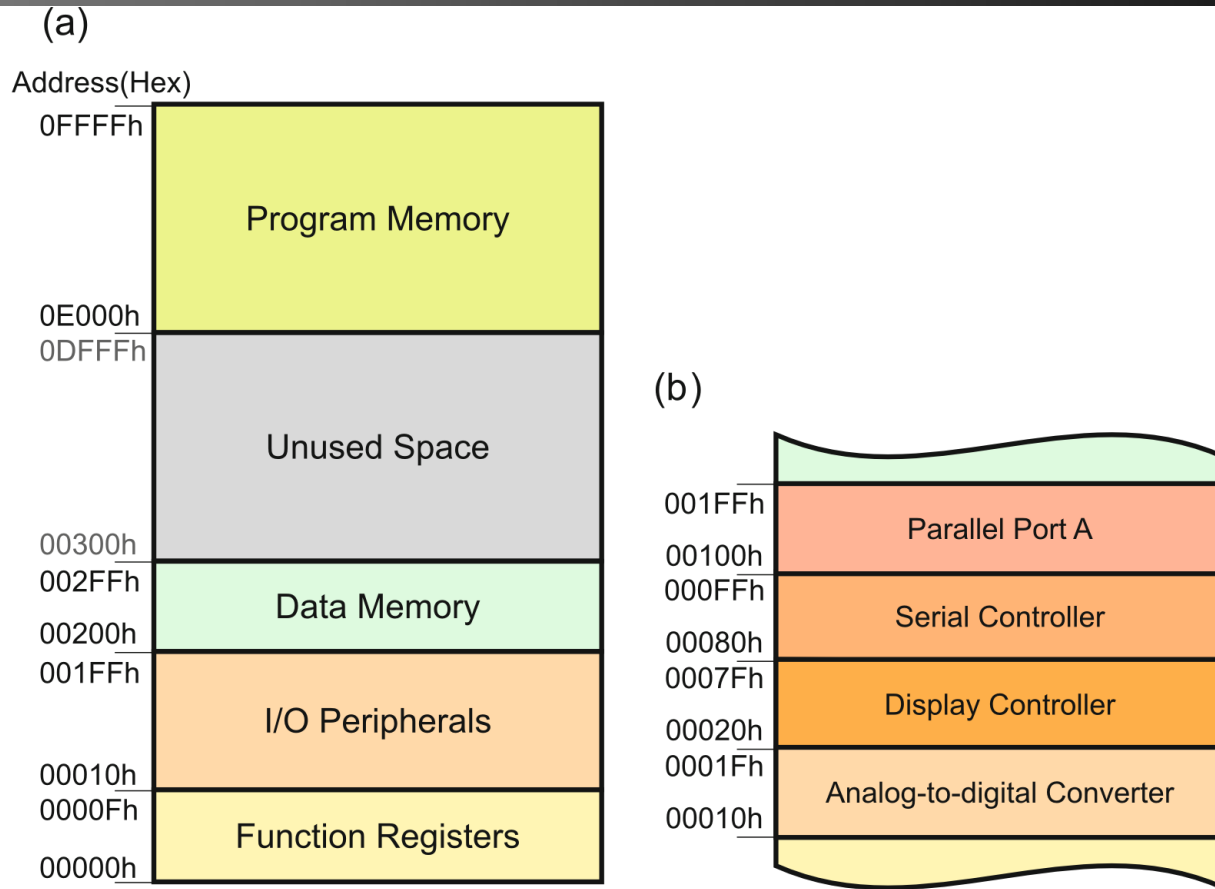 (a)
Address(Hex)
0FFFFh
Program Memory
0E000h
0DFFFh
Unused Space
00300h
002FFh
Data Memory
00200h
001FFh
I/O Peripherals
00010h
0000Fh
Function Registers
00000h
(b)
001FFh
Parallel Port A
00100h
000FFh
Serial Controller
00080h
0007Fh
Display Controller
00020h
0001Fh
Analog-to-digital Converter
00010h